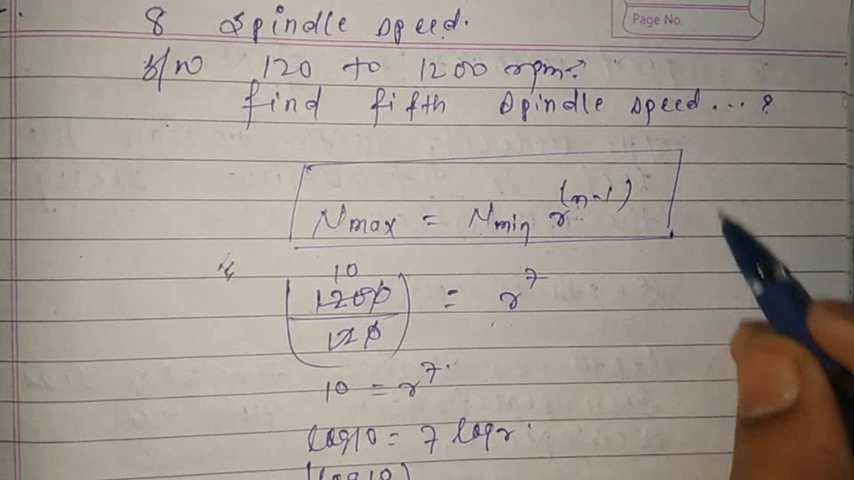 Page No.
8 Spindle speed.
b/n 120 to 1200 rpm.
find fifth spindle speed...?
Nmax = Nmin r^(n-1)
10
(1200/120) = r^7
10 = r^7.
log10 = 7 logr.
(log10)